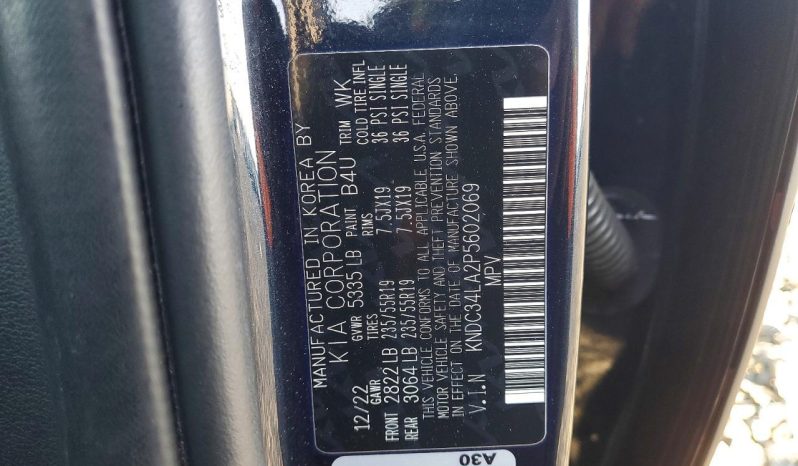 MANUFACTURED IN KOREA BY
KIA CORPORATION
12/22 GVWR 5335 LB PAINT B4U TRIM WK
GAWR TIRES RIMS COLD TIRE INFL
FRONT 2822 LB 235/55R19 7.5JX19 36 PSI SINGLE
REAR 3064 LB 235/55R19 7.5JX19 36 PSI SINGLE
THIS VEHICLE CONFORMS TO ALL APPLICABLE U.S.A. FEDERAL
MOTOR VEHICLE SAFETY AND THEFT PREVENTION STANDARDS
IN EFFECT ON THE DATE OF MANUFACTURE SHOWN ABOVE.
V.I.N KNDC34LA2P5602069
MPV
A30